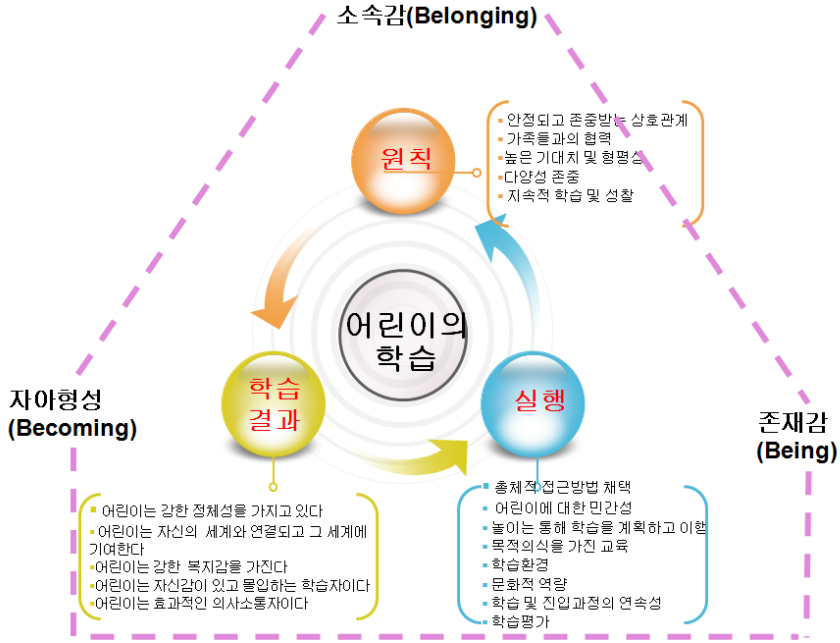 소속감(Belonging)
원칙
▪ 안정되고 존중받는 상호관계
▪ 가족들과의 협력
▪높은 기대치 및 형평성
▪다양성 존중
▪ 지속적 학습 및 성찰
어린이의
학습
자아형성
(Becoming)
학습
결과
실행
존재감
(Being)
▪ 어린이는 강한 정체성을 가지고 있다
▪어린이는 자신의 세계와 연결되고 그 세계에
기여한다
▪어린이는 강한 복지감을 가진다
▪어린이는 자신감이 있고 몰입하는 학습자이다
▪어린이는 효과적인 의사소통자이다
▪ 총체적 접근방법 채택
▪ 어린이에 대한 민간성
▪놀이는 통해 학습을 계획하고 이행
▪목적의식을 가진 교육
▪학습환경
▪문화적 역량
▪학습 및 진입과정의 연속성
▪학습평가